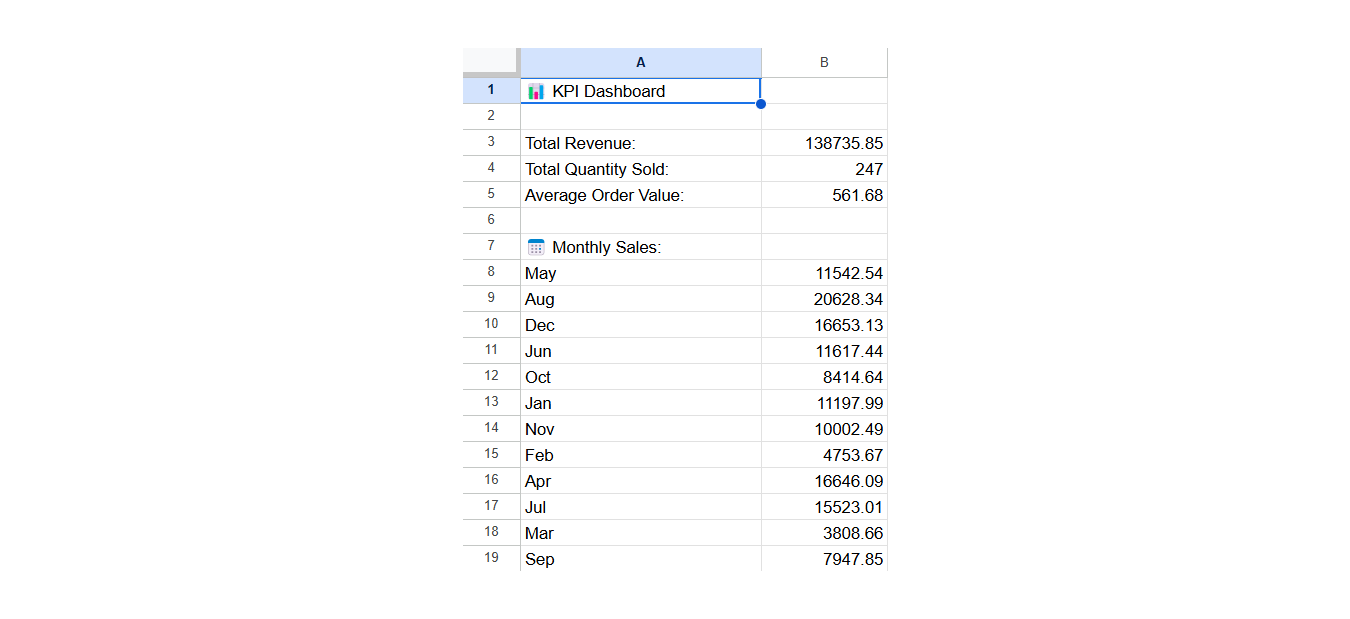 A B
1 📊 KPI Dashboard
2
3 Total Revenue: 138735.85
4 Total Quantity Sold: 247
5 Average Order Value: 561.68
6
7 📅 Monthly Sales:
8 May 11542.54
9 Aug 20628.34
10 Dec 16653.13
11 Jun 11617.44
12 Oct 8414.64
13 Jan 11197.99
14 Nov 10002.49
15 Feb 4753.67
16 Apr 16646.09
17 Jul 15523.01
18 Mar 3808.66
19 Sep 7947.85